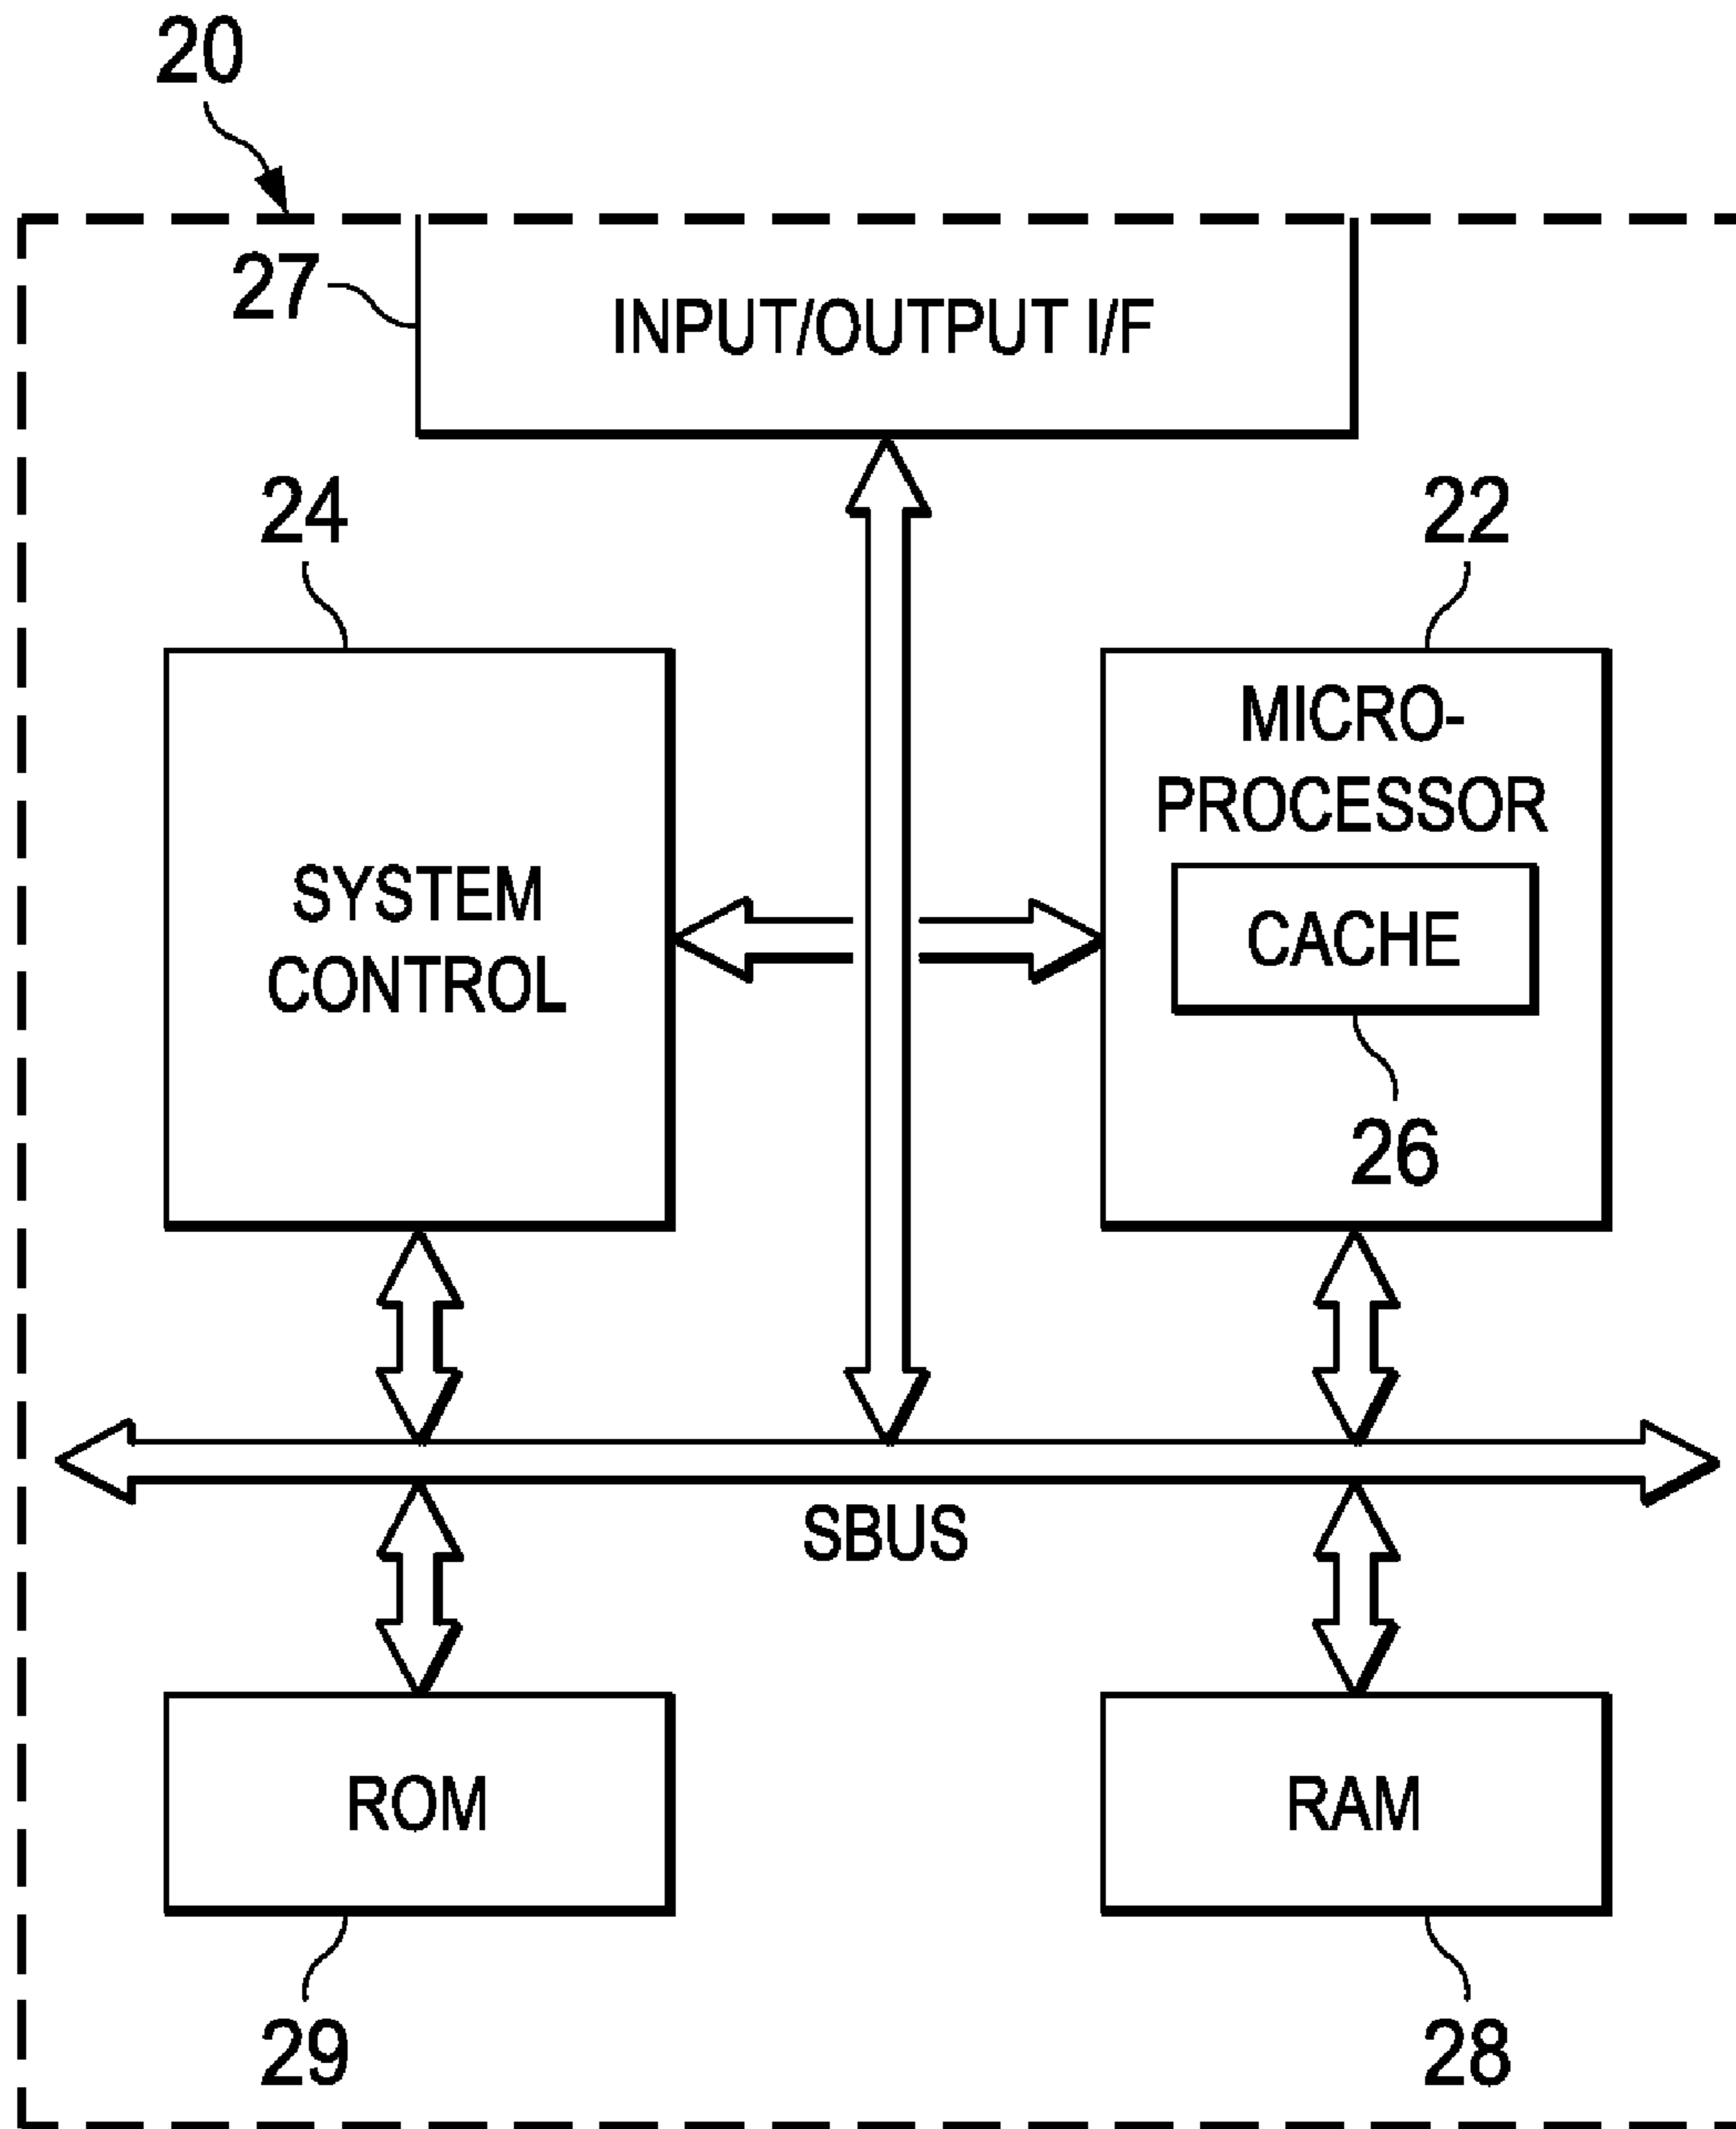 20
27
INPUT/OUTPUT I/F
24
22
SYSTEM
CONTROL
MICRO-
PROCESSOR
CACHE
26
SBUS
ROM
RAM
29
28